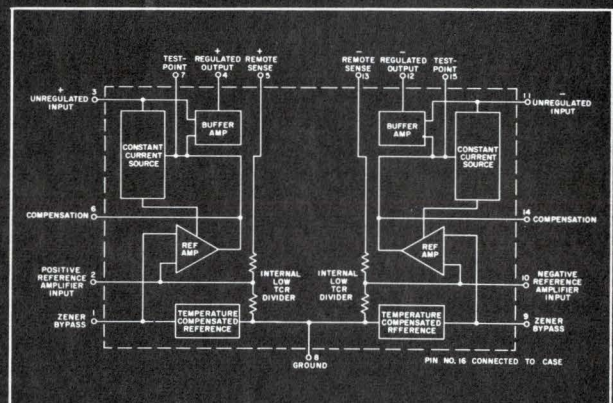 TEST- POINT 7
+ REGULATED OUTPUT 4
+ REMOTE SENSE 5
− REMOTE SENSE 13
− REGULATED OUTPUT 12
TEST- POINT 15
+
3
UNREGULATED INPUT
11 −
UNREGULATED INPUT
BUFFER AMP
CONSTANT CURRENT SOURCE
BUFFER AMP
CONSTANT CURRENT SOURCE
6
COMPENSATION
14
COMPENSATION
REF AMP
REF AMP
POSITIVE REFERENCE AMPLIFIER INPUT
2
INTERNAL LOW TCR DIVIDER
INTERNAL LOW TCR DIVIDER
10
NEGATIVE REFERENCE AMPLIFIER INPUT
ZENER BYPASS
1
TEMPERATURE COMPENSATED REFERENCE
TEMPERATURE COMPENSATED REFERENCE
9
ZENER BYPASS
8
GROUND
PIN NO. 16 CONNECTED TO CASE